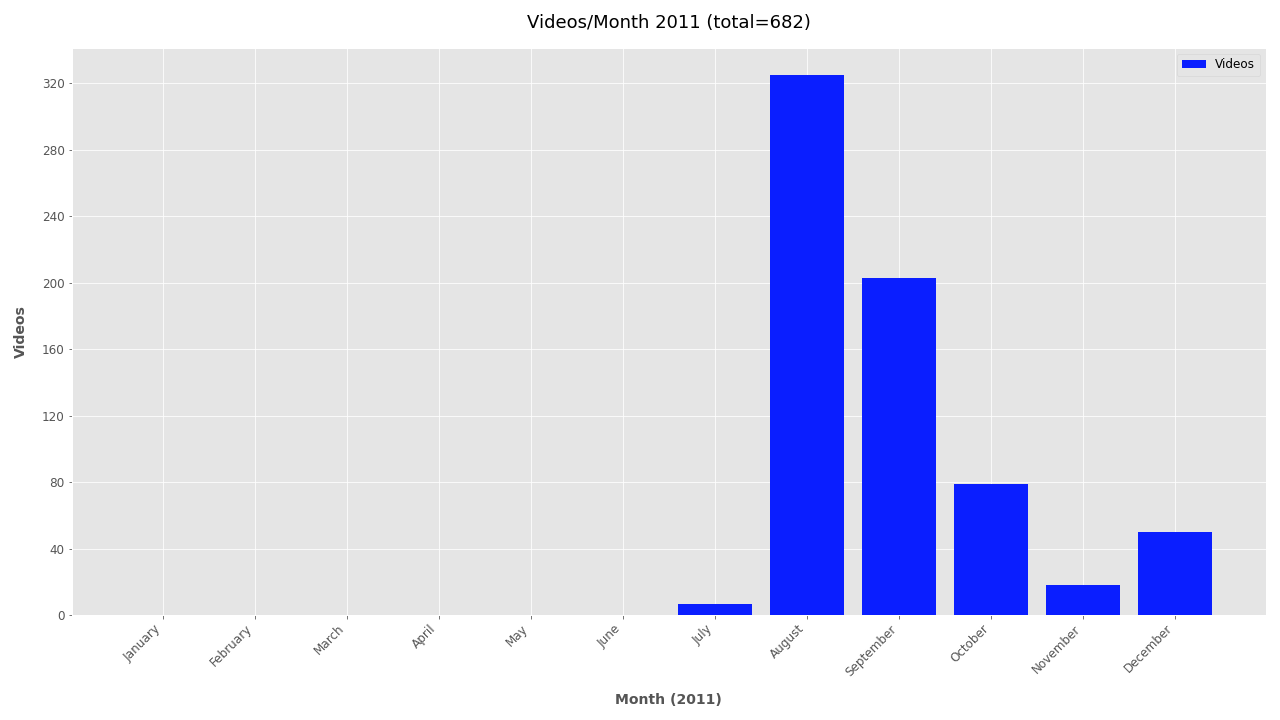 Videos/Month 2011 (total=682)
Videos
320
280
240
200
160
120
80
40
0
Videos
January
February
March
April
May
June
July
August
September
October
November
December
Month (2011)